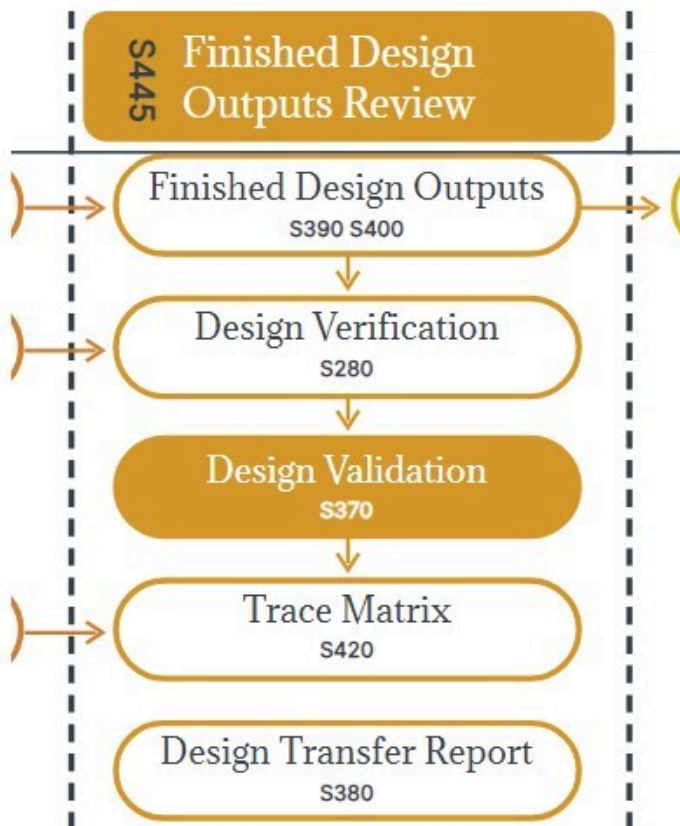 S445
Finished Design
Outputs Review
Finished Design Outputs
S390 S400
Design Verification
S280
Design Validation
S370
Trace Matrix
S420
Design Transfer Report
S380